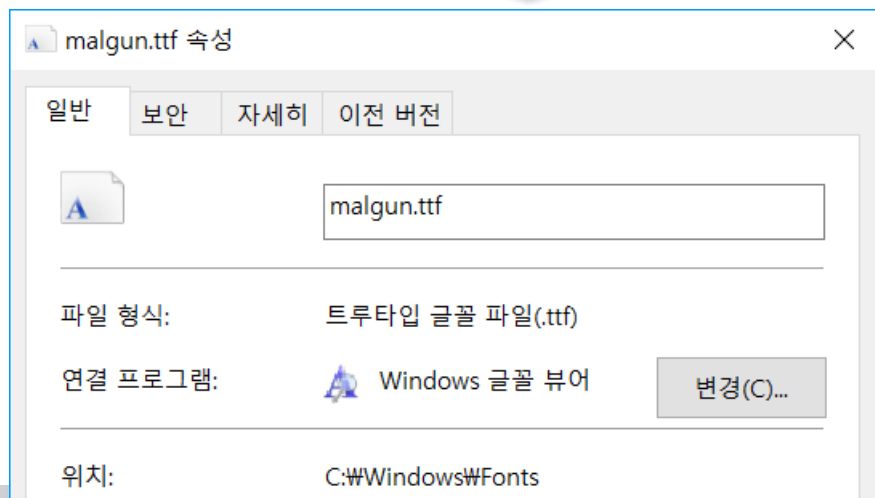 malgun.ttf 속성
일반 보안 자세히 이전 버전
malgun.ttf
파일 형식: 트루타입 글꼴 파일(.ttf)
연결 프로그램: Windows 글꼴 뷰어 변경(C)...
위치: C:₩Windows₩Fonts